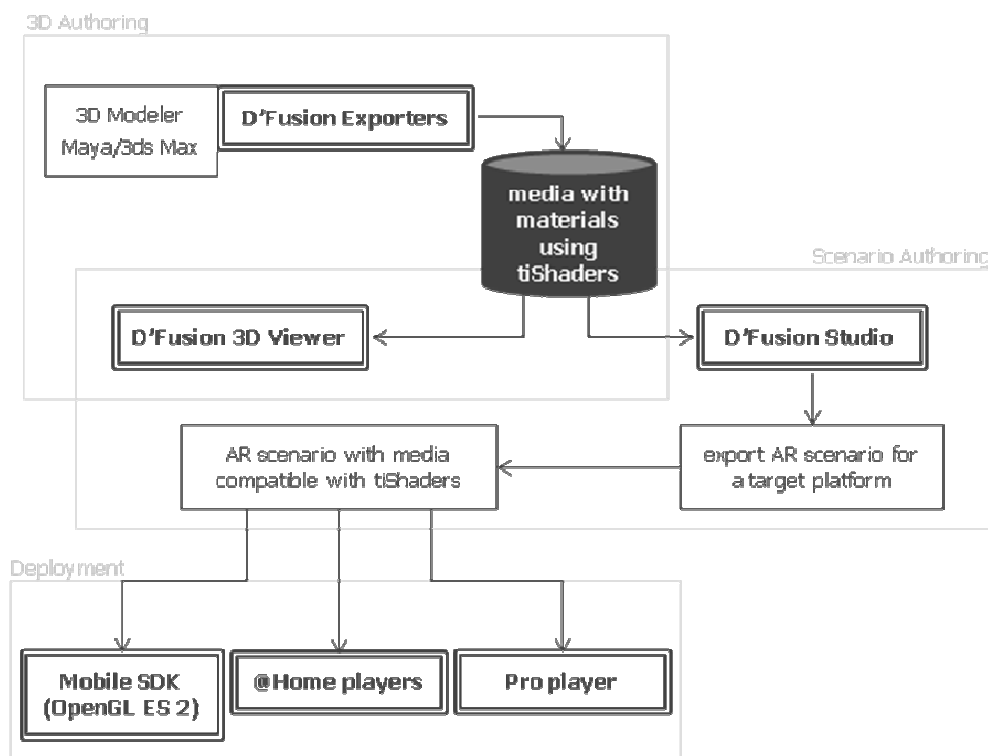 3D Authoring
3D Modeler
Maya/3ds Max
D'Fusion Exporters
media with
materials
using
tiShaders
Scenario Authoring
D'Fusion 3D Viewer
D'Fusion Studio
AR scenario with media
compatible with tiShaders
export AR scenario for
a target platform
Deployment
Mobile SDK
(OpenGL ES 2)
@Home players
Pro player